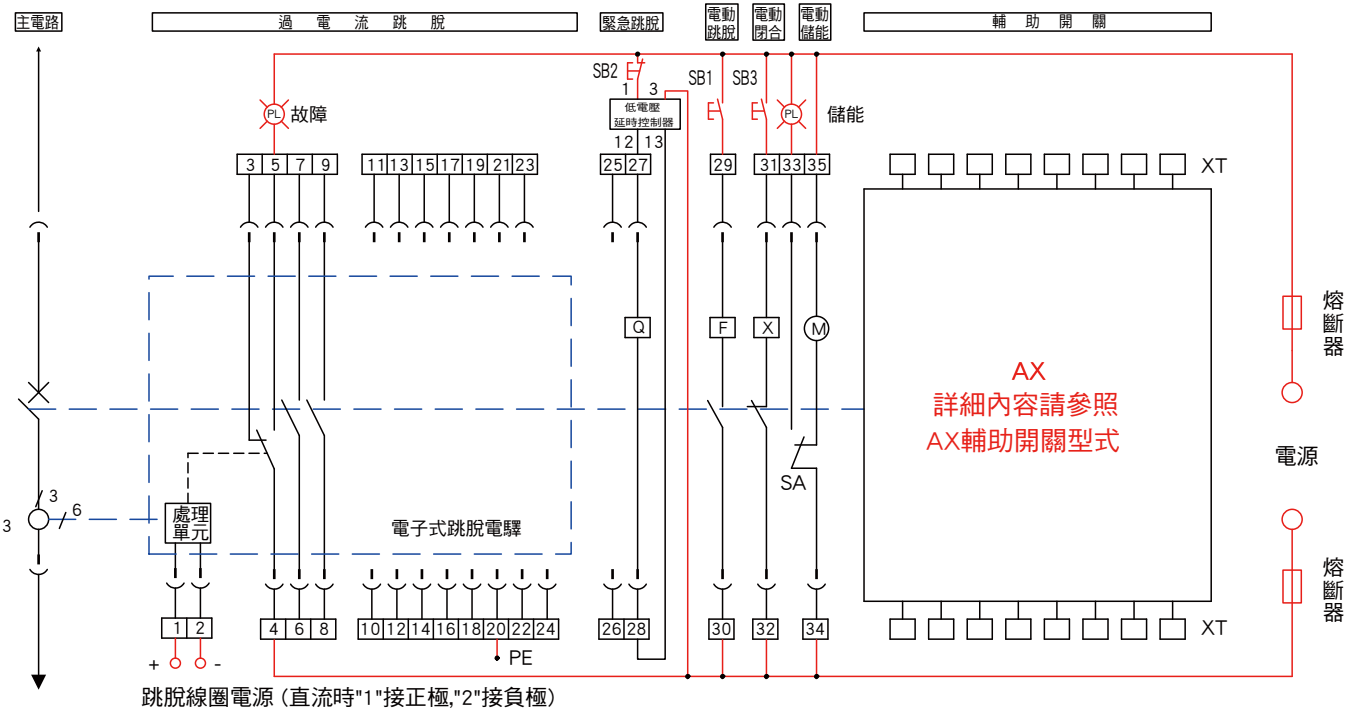 主電路
過電流跳脫
緊急跳脫
電動
跳脫
電動
閉合
電動
儲能
輔助開關
SB2
SB1
SB3
1 3
PL 故障
低電壓
延時控制器
PL 儲能
12 13
3 5 7 9
11 13 15 17 19 21 23
25 27
29
31 33 35
XT
Q
F
X
M
熔斷器
AX
詳細內容請參照
AX輔助開關型式
電源
SA
3
3
6
處理
單元
電子式跳脫電驛
熔斷器
1 2
4 6 8
10 12 14 16 18 20 22 24
26 28
30
32
34
XT
+ -
PE
跳脫線圈電源 (直流時"1"接正極,"2"接負極)